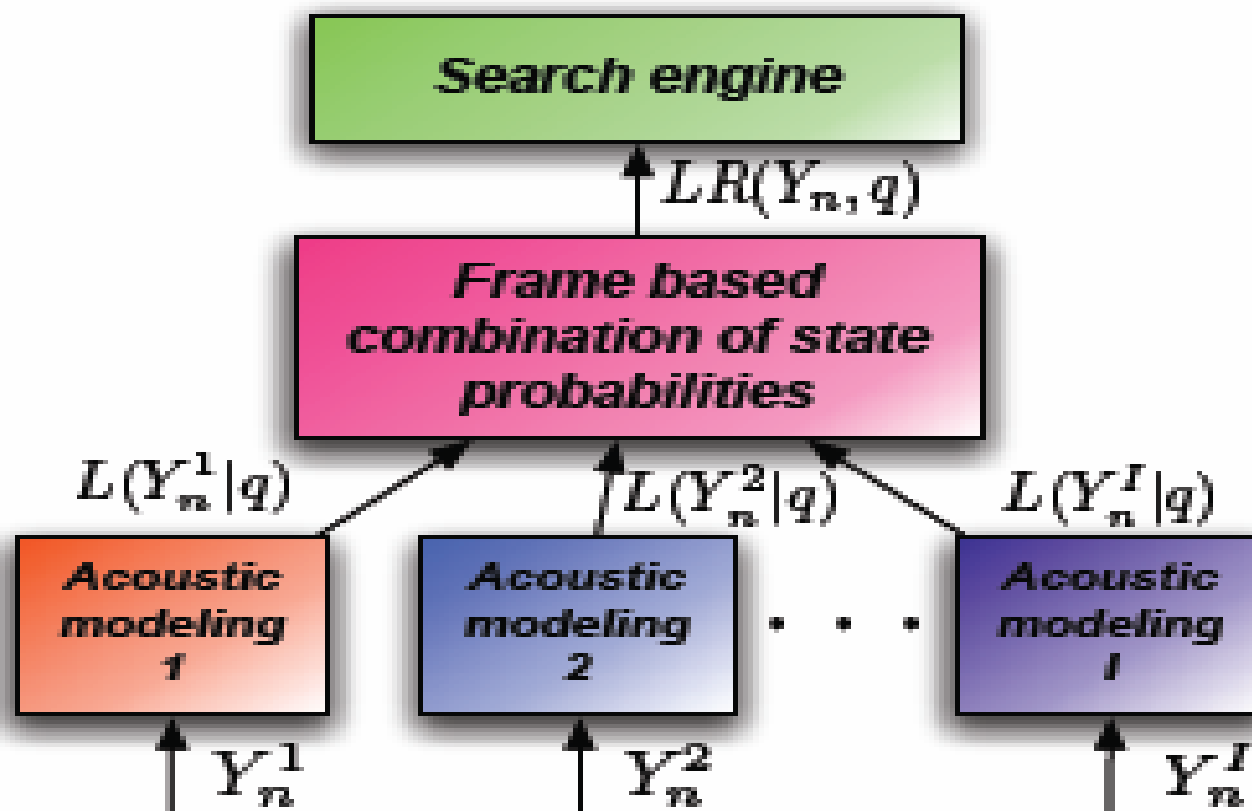 Search engine
LR(Y_n, q)
Frame based
combination of state
probabilities
L(Y_n^1|q)
L(Y_n^2|q)
L(Y_n^I|q)
Acoustic
modeling
1
Acoustic
modeling
2
. . .
Acoustic
modeling
I
Y_n^1
Y_n^2
Y_n^I